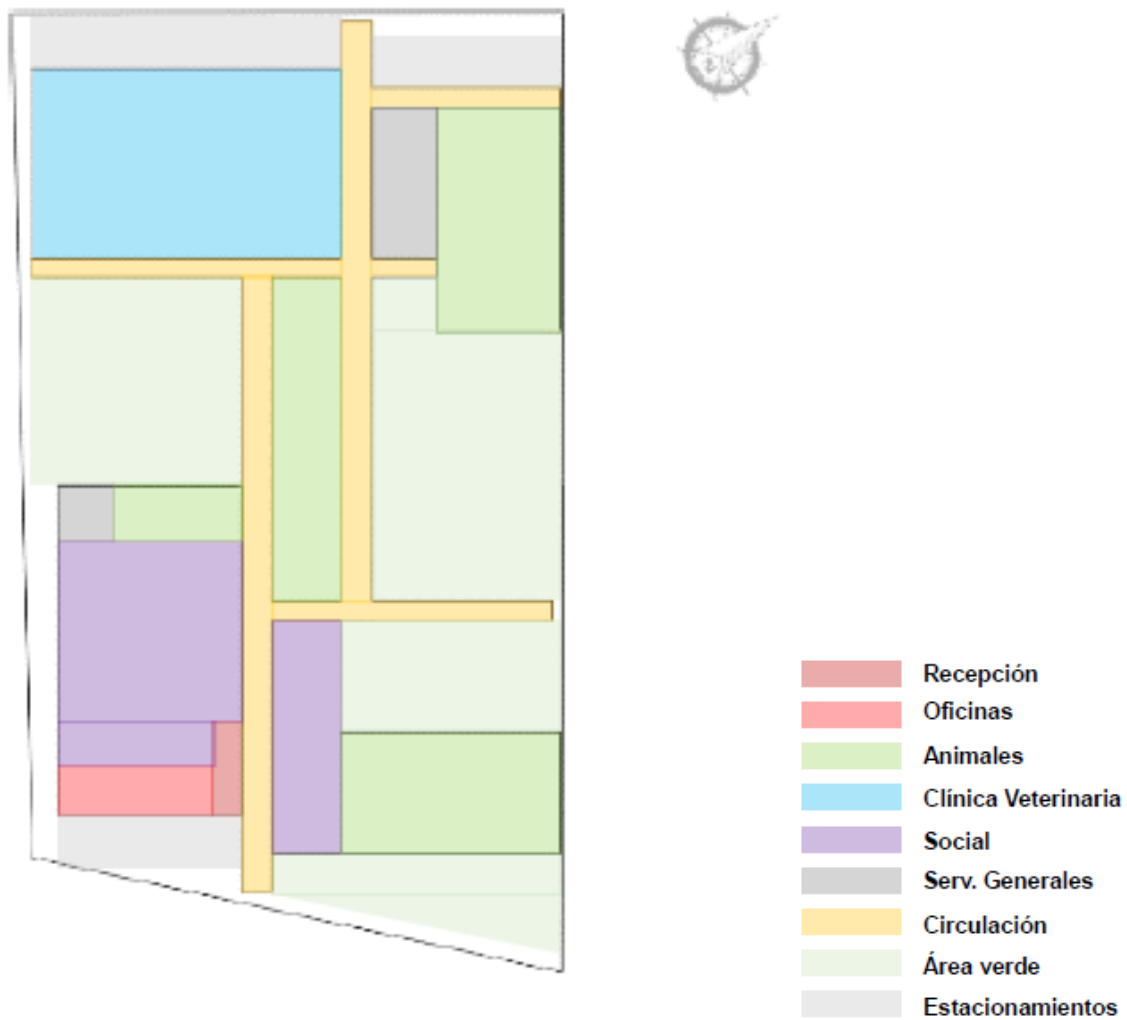 Recepción
Oficinas
Animales
Clínica Veterinaria
Social
Serv. Generales
Circulación
Área verde
Estacionamientos